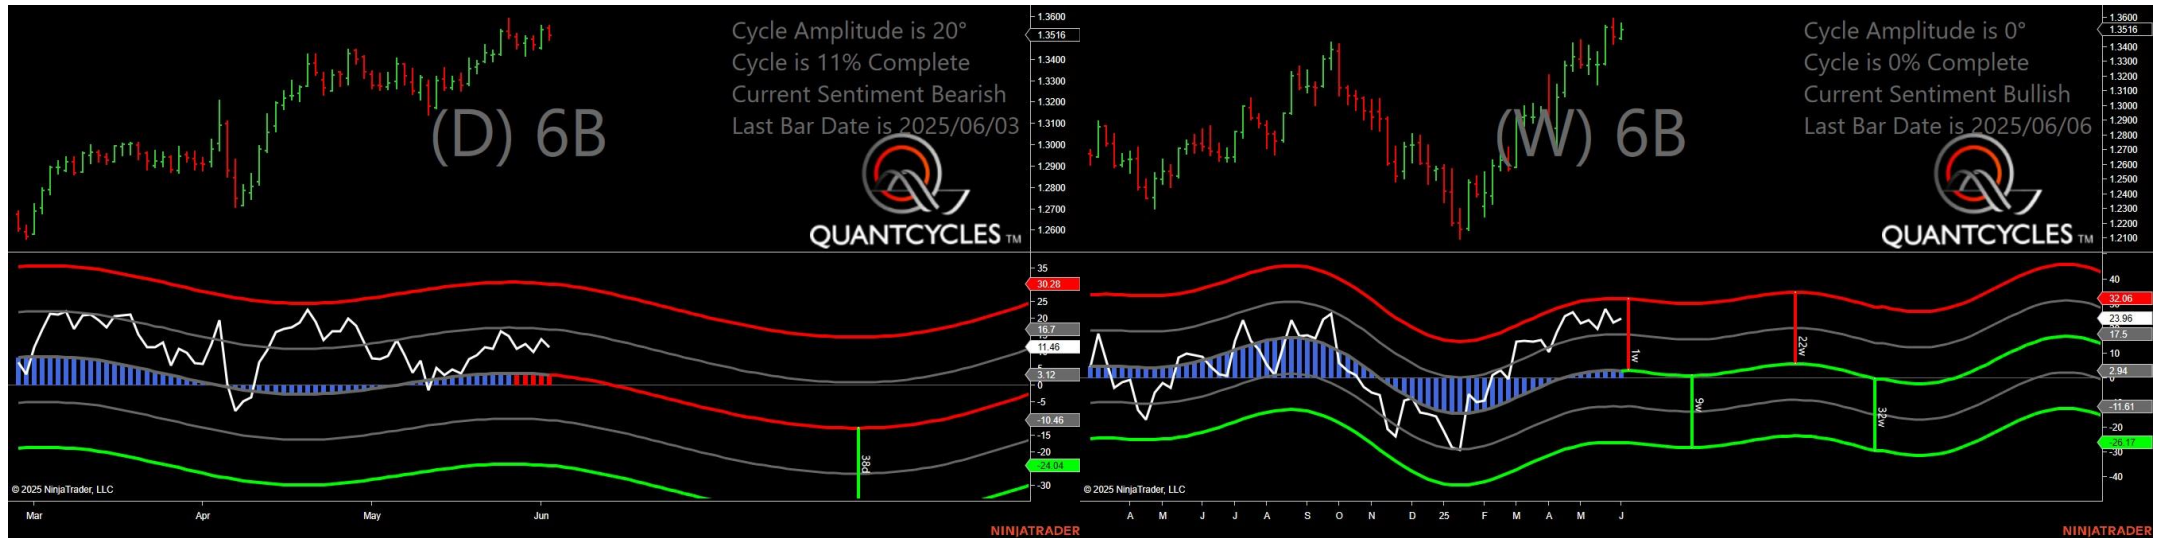 Cycle Amplitude is 20°
Cycle is 11% Complete
Current Sentiment Bearish
Last Bar Date is 2025/06/03
(D) 6B
QUANTCYCLES TM
1.3600
1.3516
1.3400
1.3300
1.3200
1.3100
1.3000
1.2900
1.2800
1.2700
1.2600
35
30.28
25
20
16.7
11.46
3.12
0
-5
-10.46
-15
-20
-24.04
-30
38d
© 2025 NinjaTrader, LLC
Mar Apr May Jun
NINJATRADER
Cycle Amplitude is 0°
Cycle is 0% Complete
Current Sentiment Bullish
Last Bar Date is 2025/06/06
(W) 6B
QUANTCYCLES TM
1.3600
1.3516
1.3400
1.3300
1.3200
1.3100
1.3000
1.2900
1.2800
1.2700
1.2600
1.2500
1.2400
1.2300
1.2200
1.2100
40
32.06
23.96
17.5
10
2.94
0
-11.61
-20
-26.17
-30
-40
1w
9w
22w
32w
© 2025 NinjaTrader, LLC
A M J J A S O N D 25 F M A M J
NINJATRADER